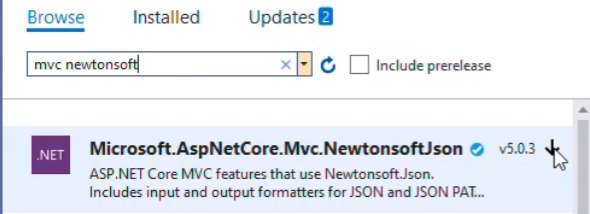 Browse Installed Updates 2
mvc newtonsoft Include prerelease
.NET Microsoft.AspNetCore.Mvc.NewtonsoftJson v5.0.3
ASP.NET Core MVC features that use Newtonsoft.Json.
Includes input and output formatters for JSON and JSON PAT...